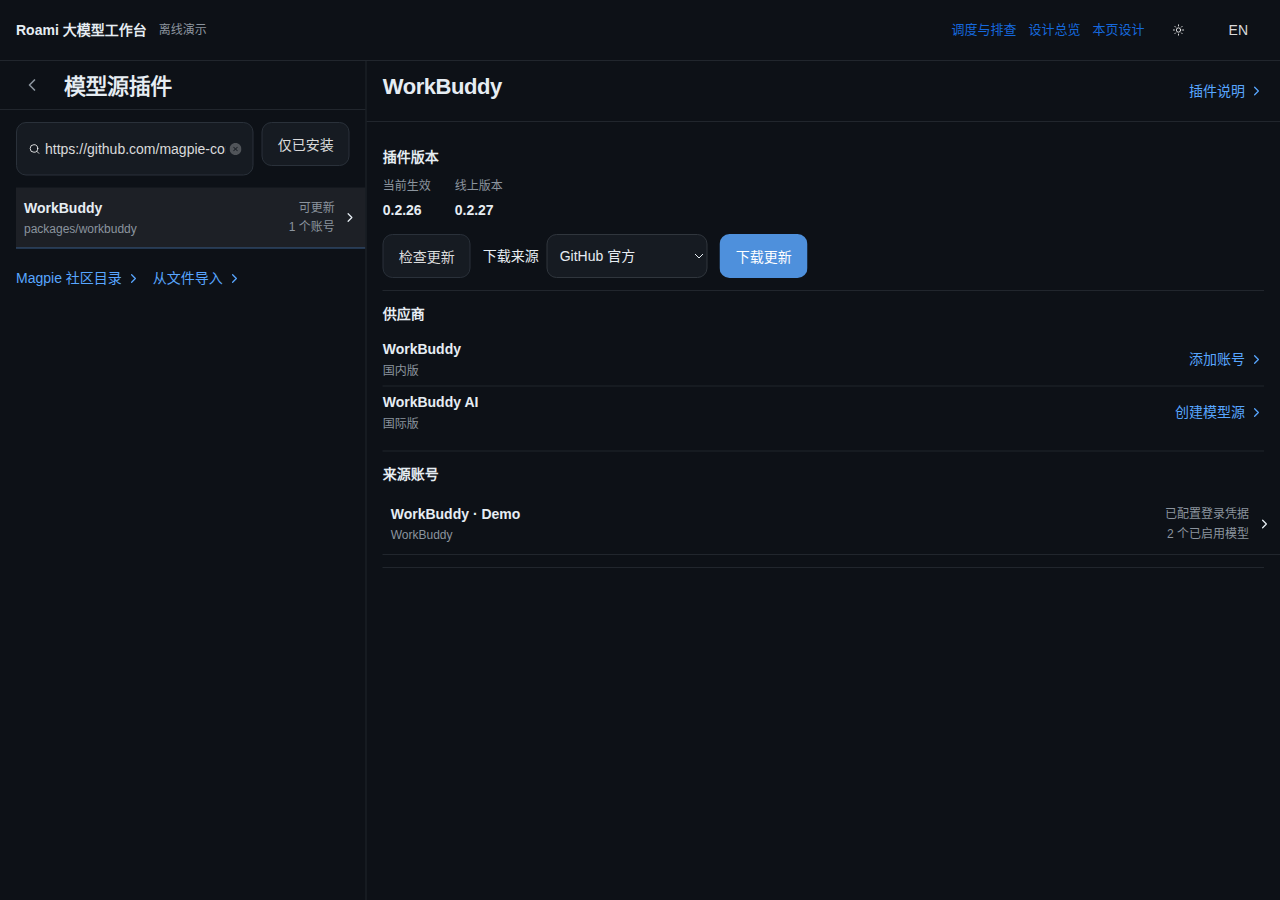 Roami 大模型工作台 离线演示 调度与排查 设计总览 本页设计 EN
模型源插件
https://github.com/magpie-co
仅已安装
WorkBuddy
packages/workbuddy
可更新
1 个账号
Magpie 社区目录 从文件导入
WorkBuddy
插件说明
插件版本
当前生效 线上版本
0.2.26 0.2.27
检查更新 下载来源 GitHub 官方 下载更新
供应商
WorkBuddy
国内版
添加账号
WorkBuddy AI
国际版
创建模型源
来源账号
WorkBuddy · Demo
WorkBuddy
已配置登录凭据
2 个已启用模型